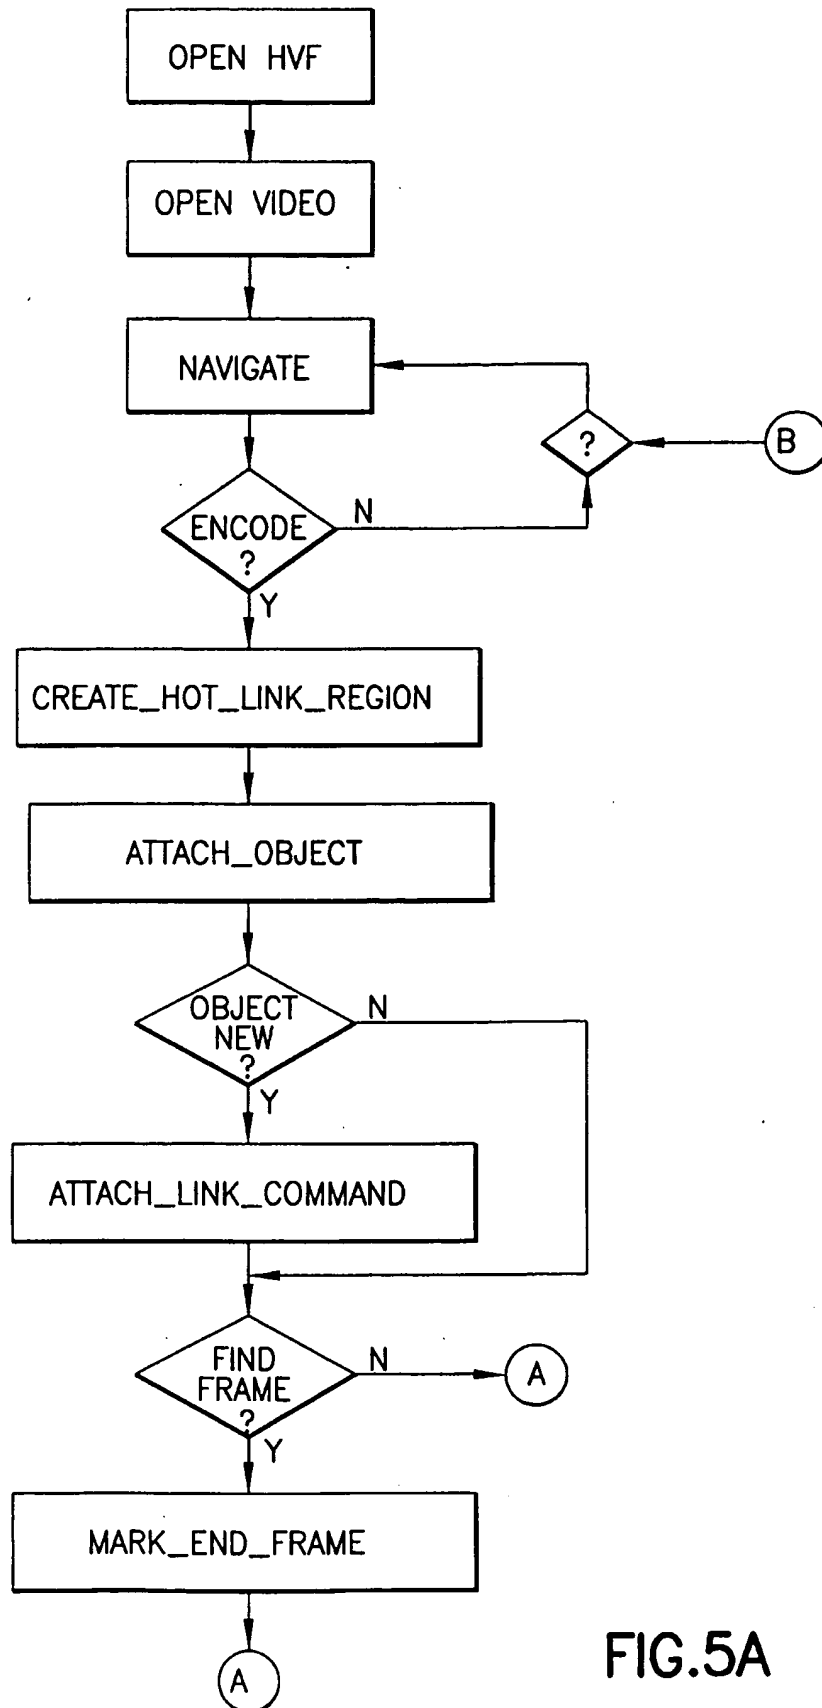 OPEN HVF
OPEN VIDEO
NAVIGATE
?
B
ENCODE
?
N
Y
CREATE_HOT_LINK_REGION
ATTACH_OBJECT
OBJECT
NEW
?
N
Y
ATTACH_LINK_COMMAND
FIND
FRAME
?
N
A
Y
MARK_END_FRAME
A
FIG.5A